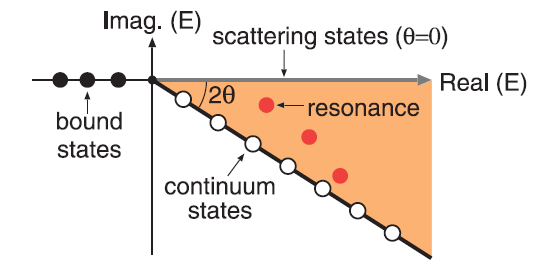 Imag. (E)
scattering states (θ=0)
Real (E)
2θ
resonance
bound
states
continuum
states